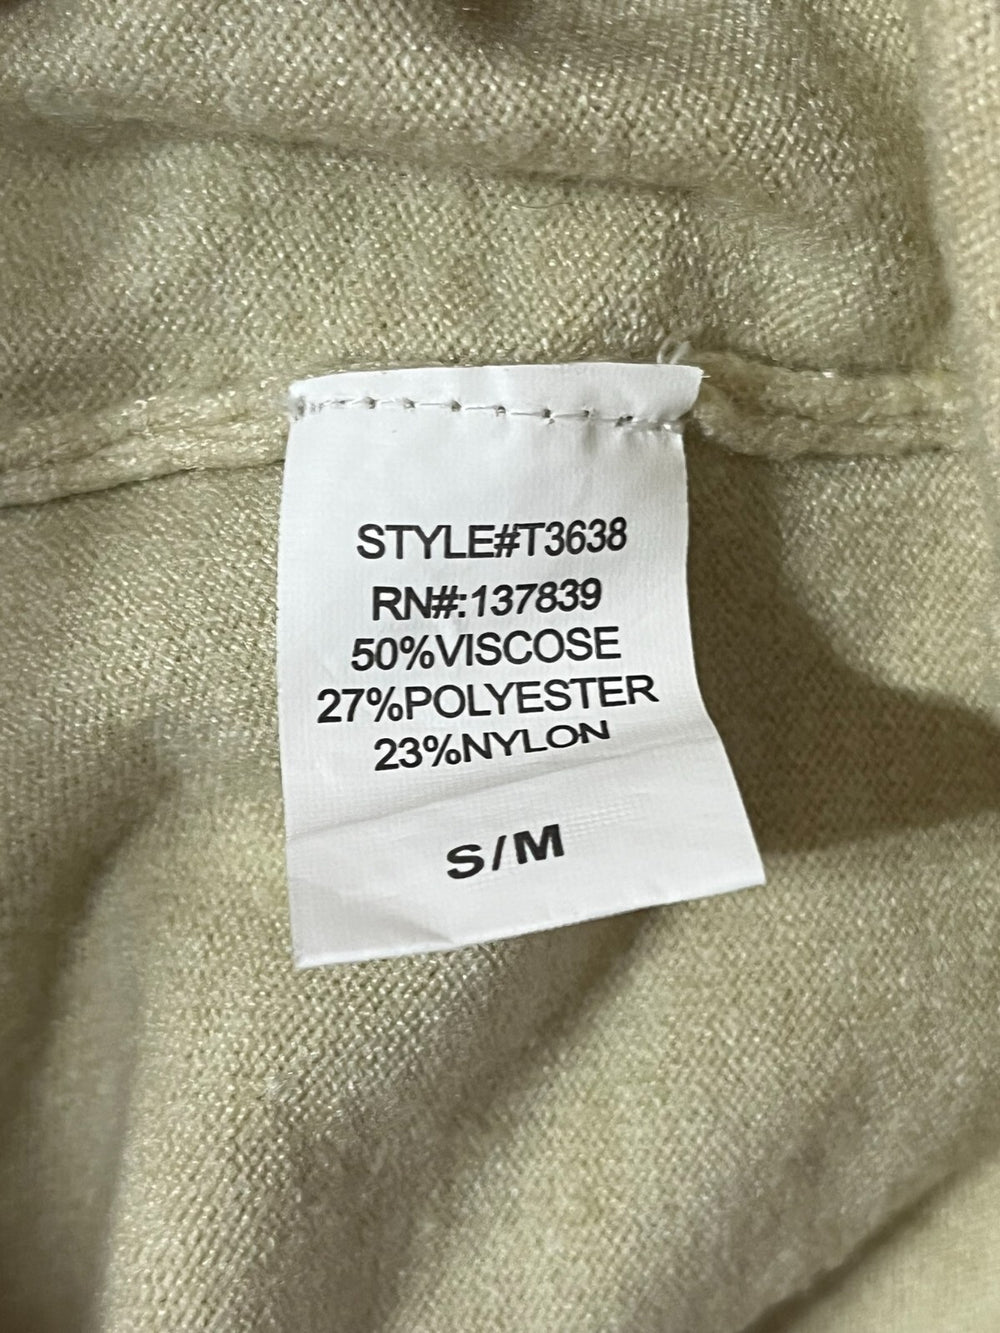 STYLE#T3638
RN#:137839
50%VISCOSE
27%POLYESTER
23%NYLON
S/M